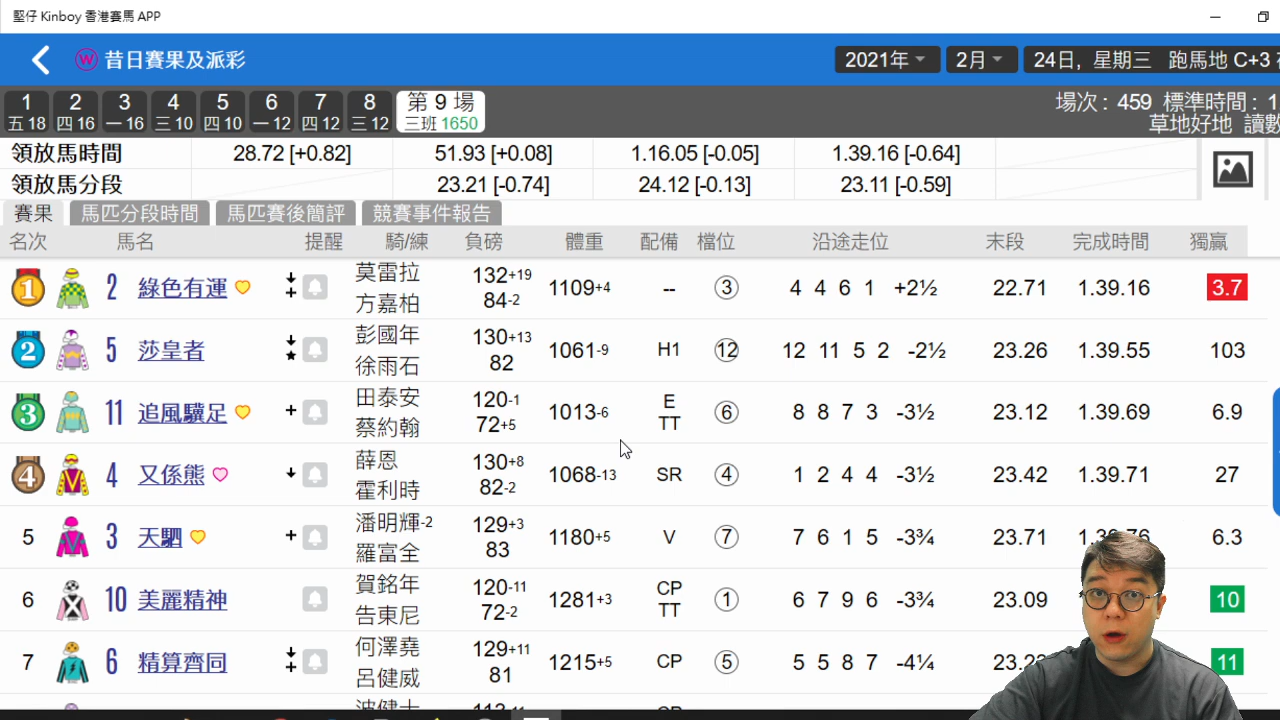 堅仔 Kinboy 香港賽馬 APP
W 昔日賽果及派彩 2021年 2月 24日, 星期三 跑馬地 C+3
1 2 3 4 5 6 7 8 第 9 場 場次 : 459 標準時間 : 1
五 18 四 16 一 16 三 10 四 10 一 12 四 12 三 12 三班 1650 草地好地 讀數
領放馬時間 28.72 [+0.82] 51.93 [+0.08] 1.16.05 [-0.05] 1.39.16 [-0.64]
領放馬分段 23.21 [-0.74] 24.12 [-0.13] 23.11 [-0.59]
賽果 馬匹分段時間 馬匹賽後簡評 競賽事件報告
名次 馬名 提醒 騎/練 負磅 體重 配備 檔位 沿途走位 末段 完成時間 獨贏
1 2 綠色有運 莫雷拉 132+19 1109+4 -- 3 4 4 6 1 +2½ 22.71 1.39.16 3.7
方嘉柏 84-2
2 5 莎皇者 彭國年 130+13 1061-9 H1 12 12 11 5 2 -2½ 23.26 1.39.55 103
徐雨石 82
3 11 追風驥足 田泰安 120-1 1013-6 E 6 8 8 7 3 -3½ 23.12 1.39.69 6.9
蔡約翰 72+5 TT
4 4 又係熊 薛恩 130+8 1068-13 SR 4 1 2 4 4 -3½ 23.42 1.39.71 27
霍利時 82-2
5 3 天駟 潘明輝-2 129+3 1180+5 V 7 7 6 1 5 -3¾ 23.71 6.3
羅富全 83
6 10 美麗精神 賀銘年 120-11 1281+3 CP 1 6 7 9 6 -3¾ 23.09 10
告東尼 72-2 TT
7 6 精算齊同 何澤堯 129+11 1215+5 CP 5 5 5 8 7 -4¼ 11
呂健威 81